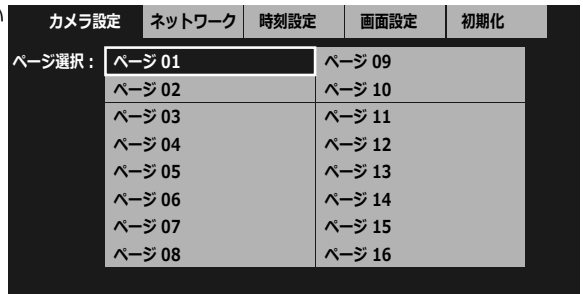 カメラ設定 ネットワーク 時刻設定 画面設定 初期化
ページ選択 : ページ 01 ページ 09
ページ 02 ページ 10
ページ 03 ページ 11
ページ 04 ページ 12
ページ 05 ページ 13
ページ 06 ページ 14
ページ 07 ページ 15
ページ 08 ページ 16